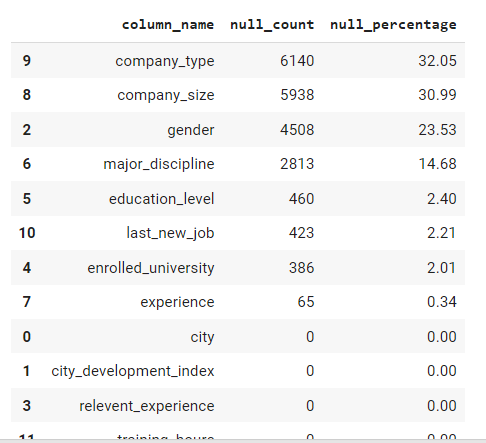 column_name null_count null_percentage
9 company_type 6140 32.05
8 company_size 5938 30.99
2 gender 4508 23.53
6 major_discipline 2813 14.68
5 education_level 460 2.40
10 last_new_job 423 2.21
4 enrolled_university 386 2.01
7 experience 65 0.34
0 city 0 0.00
1 city_development_index 0 0.00
3 relevent_experience 0 0.00
11 training_hours 0 0.00